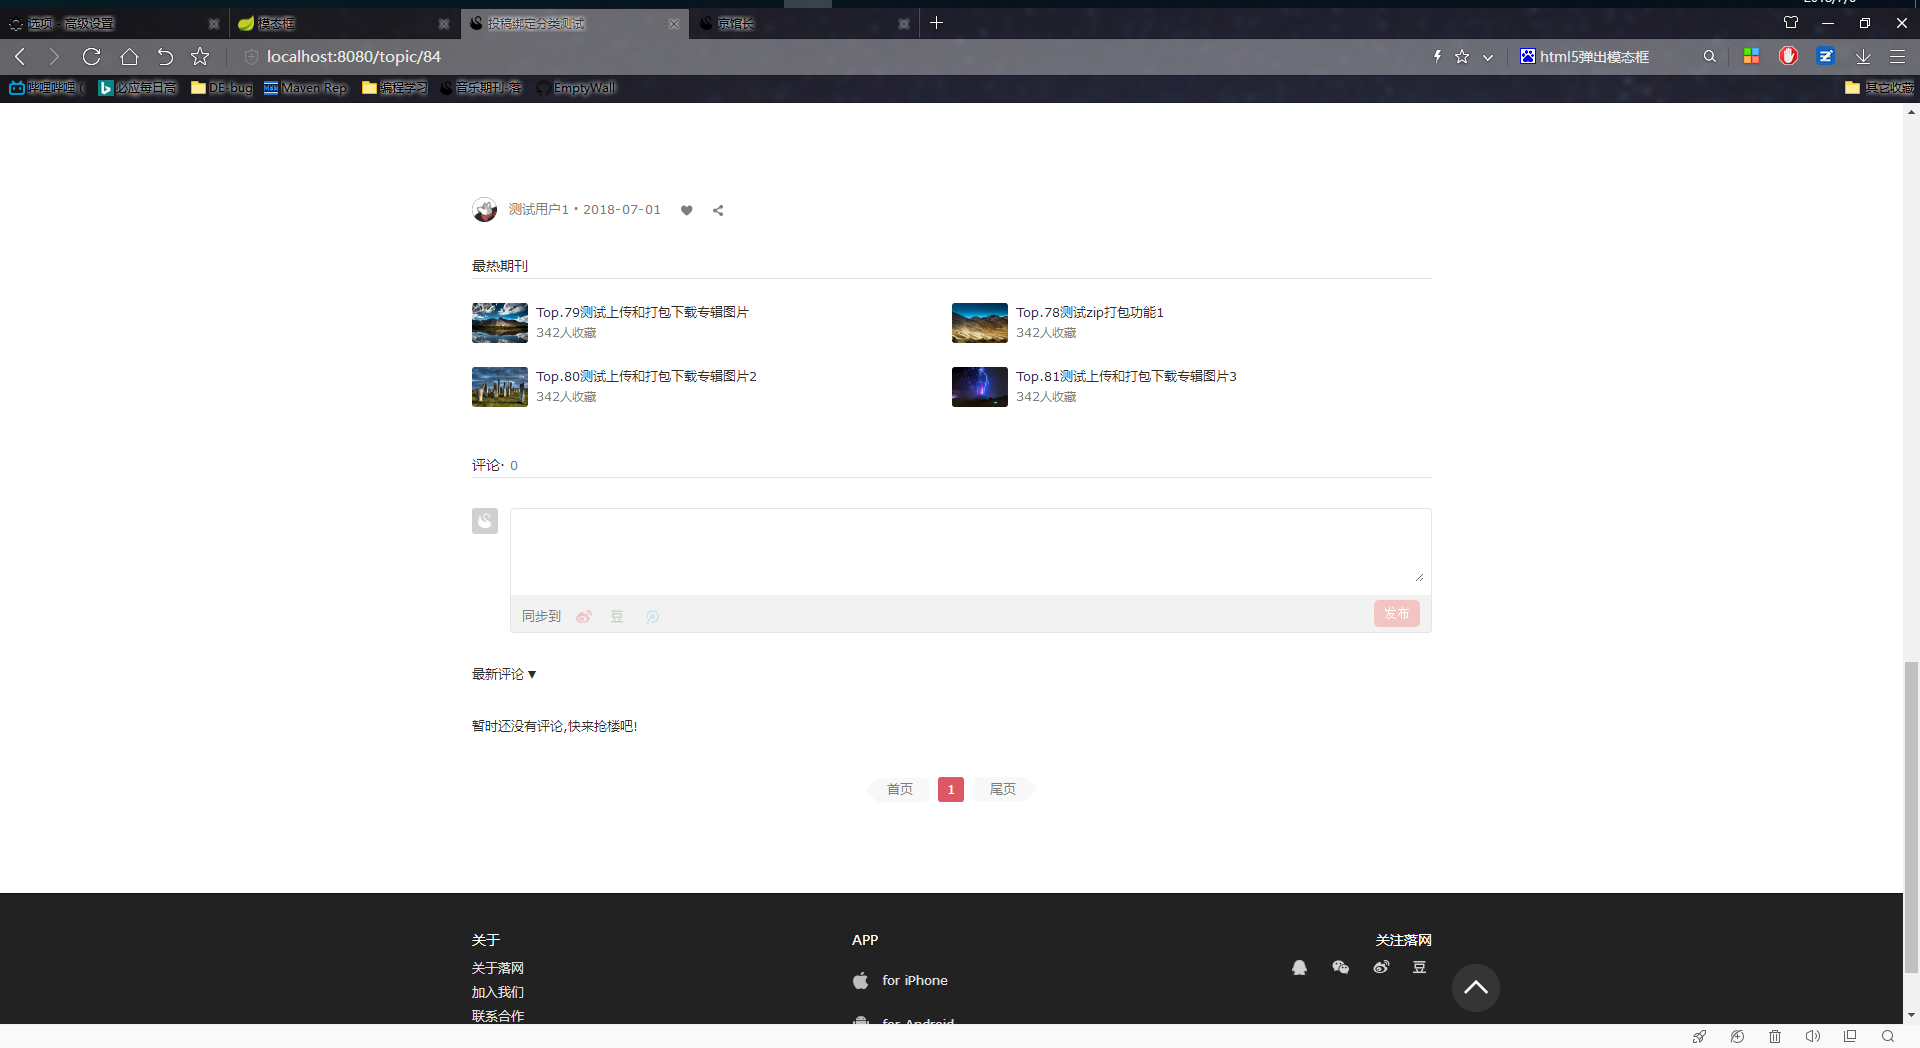 选项 - 高级设置
模态框
投稿绑定分类测试
京馆长
localhost:8080/topic/84
html5弹出模态框
哔哩哔哩 (
必应每日高
DE-bug
Maven Rep
编程学习
音乐期刊-落
EmptyWall
其它收藏
测试用户1・2018-07-01
最热期刊
Top.79测试上传和打包下载专辑图片
342人收藏
Top.78测试zip打包功能1
342人收藏
Top.80测试上传和打包下载专辑图片2
342人收藏
Top.81测试上传和打包下载专辑图片3
342人收藏
评论· 0
同步到
豆
发布
最新评论▼
暂时还没有评论,快来抢楼吧!
首页
1
尾页
关于
关于落网
加入我们
联系合作
APP
for iPhone
for Android
关注落网
豆